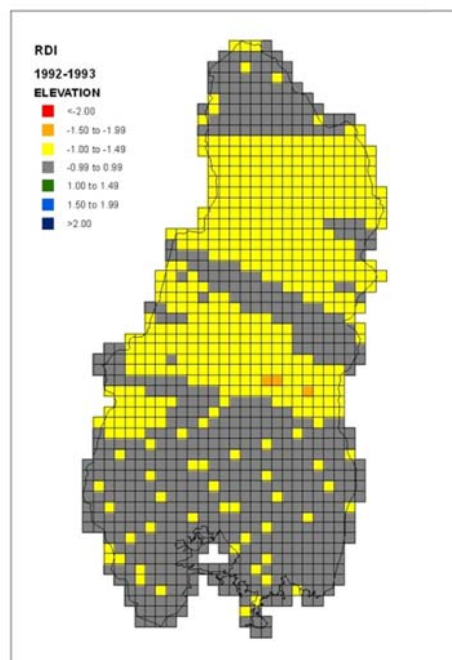 RDI
1992-1993
ELEVATION
<-2.00
-1.50 to -1.99
-1.00 to -1.49
-0.99 to 0.99
1.00 to 1.49
1.50 to 1.99
>2.00